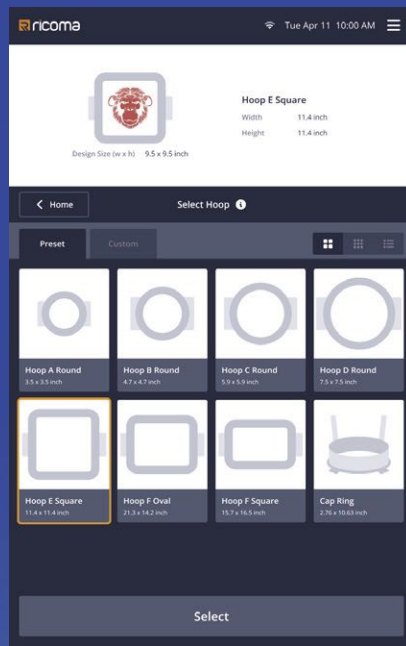 ricoma
Tue Apr 11 10:00 AM
Hoop E Square
Width 11.4 inch
Height 11.4 inch
Design Size (w x h) 9.5 x 9.5 inch
Home
Select Hoop
Preset
Custom
Hoop A Round
3.5 x 3.5 inch
Hoop B Round
4.7 x 4.7 inch
Hoop C Round
5.9 x 5.9 inch
Hoop D Round
7.5 x 7.5 inch
Hoop E Square
11.4 x 11.4 inch
Hoop F Oval
21.3 x 14.2 inch
Hoop F Square
15.7 x 16.5 inch
Cap Ring
2.76 x 10.63 inch
Select